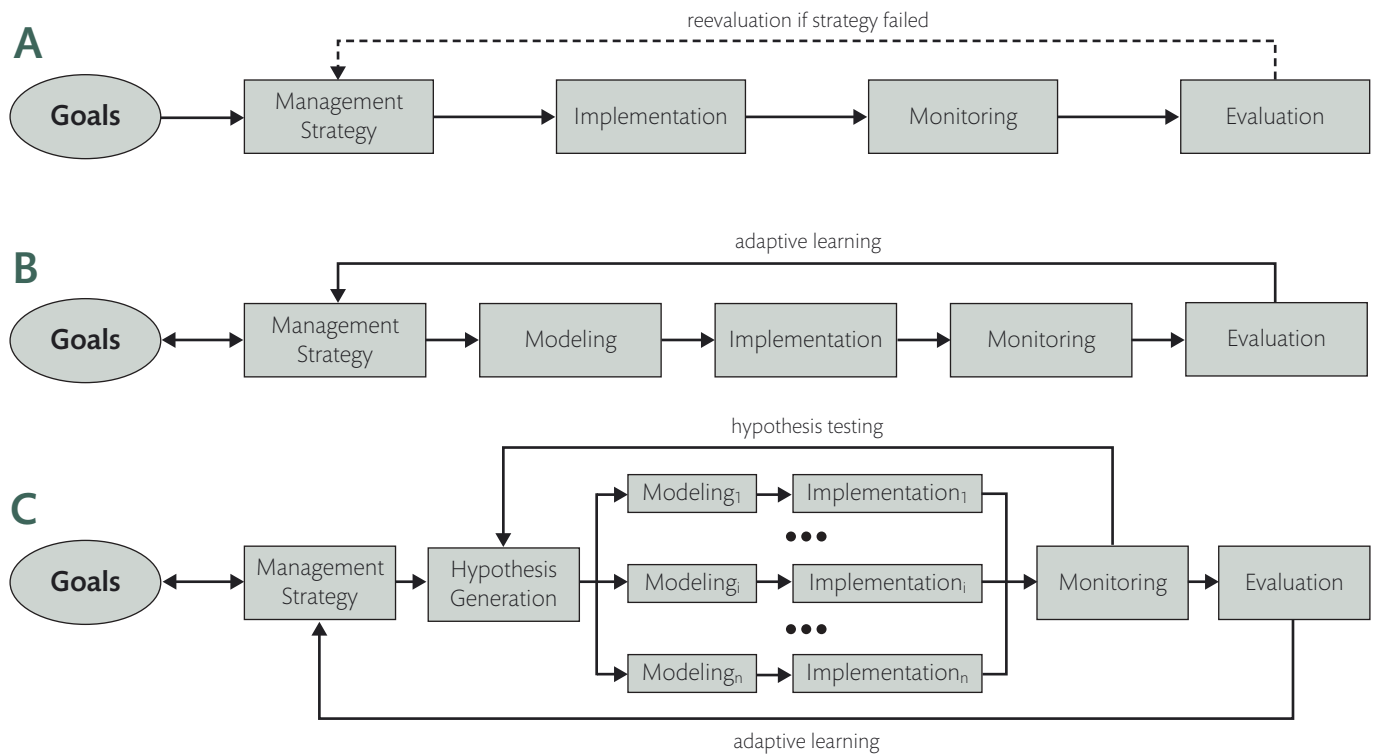 A
reevaluation if strategy failed
Goals
Management
Strategy
Implementation
Monitoring
Evaluation
B
adaptive learning
Goals
Management
Strategy
Modeling
Implementation
Monitoring
Evaluation
C
hypothesis testing
Goals
Management
Strategy
Hypothesis
Generation
Modeling₁
Implementation₁
•••
Modelingᵢ
Implementationᵢ
•••
Modelingₙ
Implementationₙ
Monitoring
Evaluation
adaptive learning